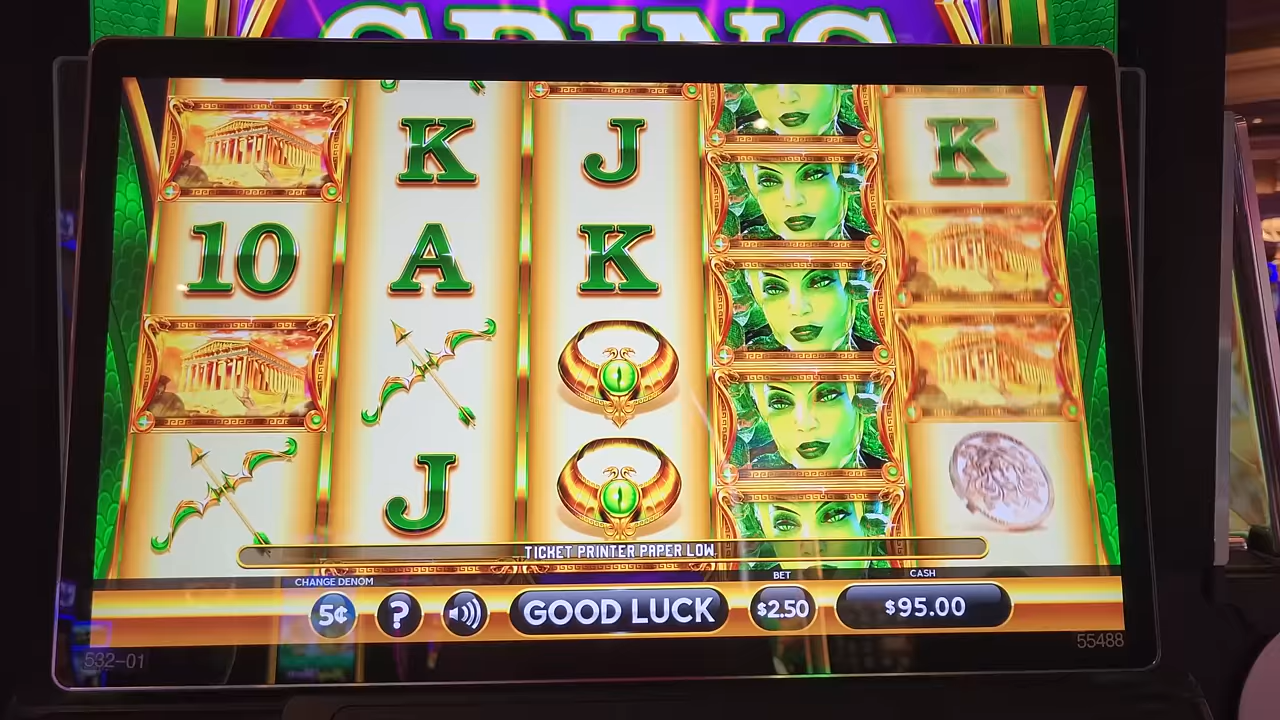 SPINS
K J K
10 A K
J
TICKET PRINTER PAPER LOW
CHANGE DENOM BET CASH
5¢ ? GOOD LUCK $2.50 $95.00
532-01 55488